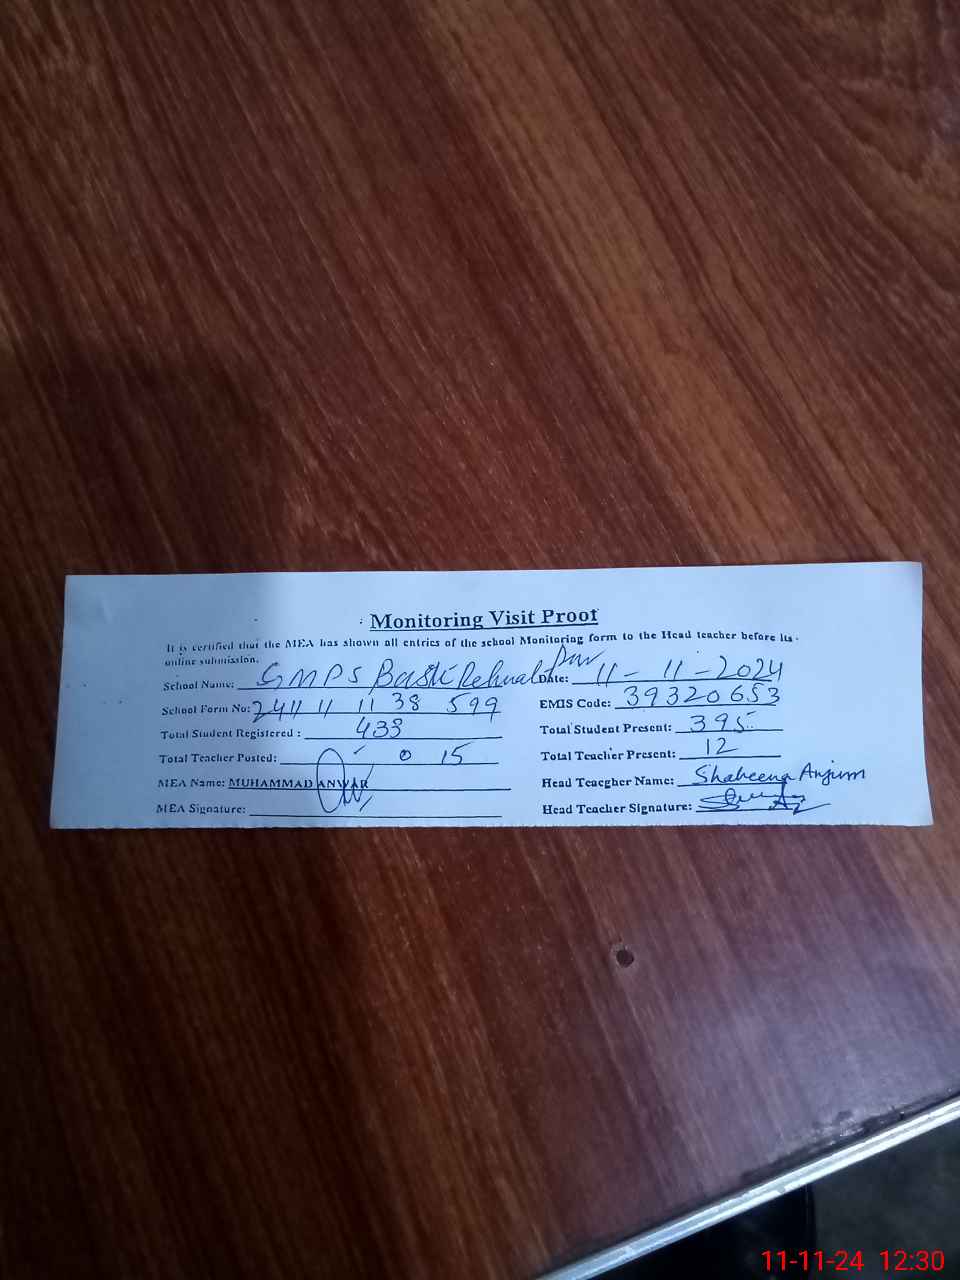 Monitoring Visit Proof
It is certified that the MEA has shown all entries of the school Monitoring form to the Head teacher before its
online submission.
School Name: GMPS Basti Date: 11-11-2024
School Form No: 2411 11 11 38 599 EMIS Code: 39320653
Total Student Registered : 433 Total Student Present: 395
Total Teacher Posted: 15 Total Teacher Present: 12
MEA Name: MUHAMMAD ANWAR Head Teacgher Name: Shaheena Anjum
MEA Signature: Head Teacher Signature:
11-11-24 12:30